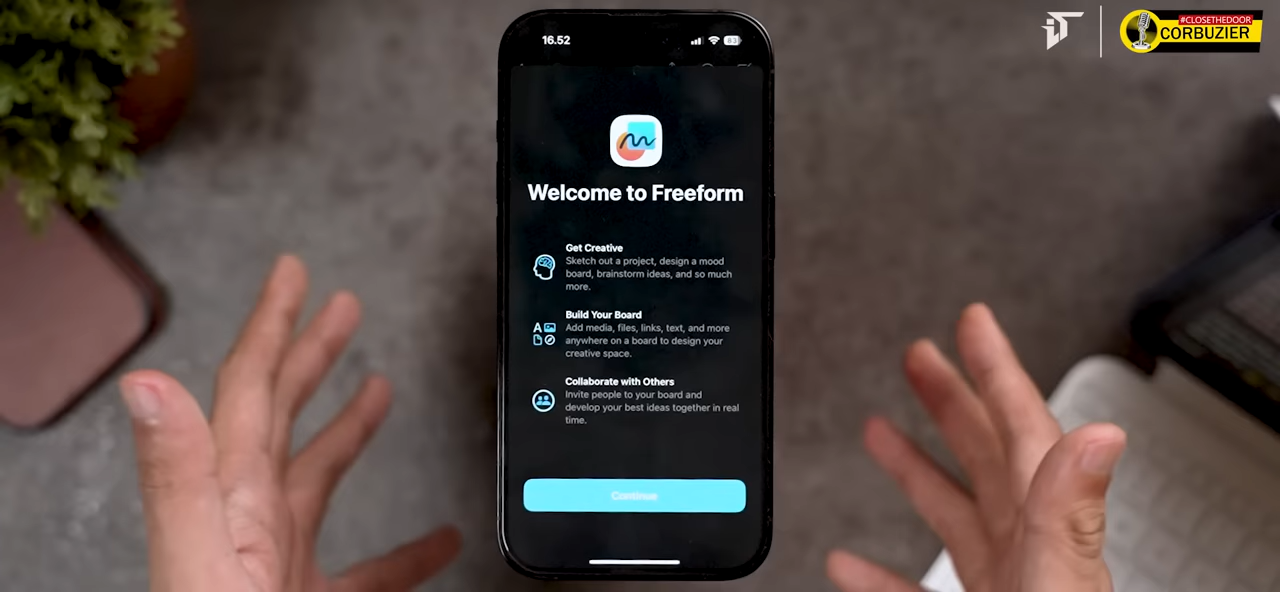 #CLOSETHEDOOR
CORBUZIER
16.52
83
Welcome to Freeform
Get Creative
Sketch out a project, design a mood
board, brainstorm ideas, and so much
more.
Build Your Board
Add media, files, links, text, and more
anywhere on a board to design your
creative space.
Collaborate with Others
Invite people to your board and
develop your best ideas together in real
time.
Continue